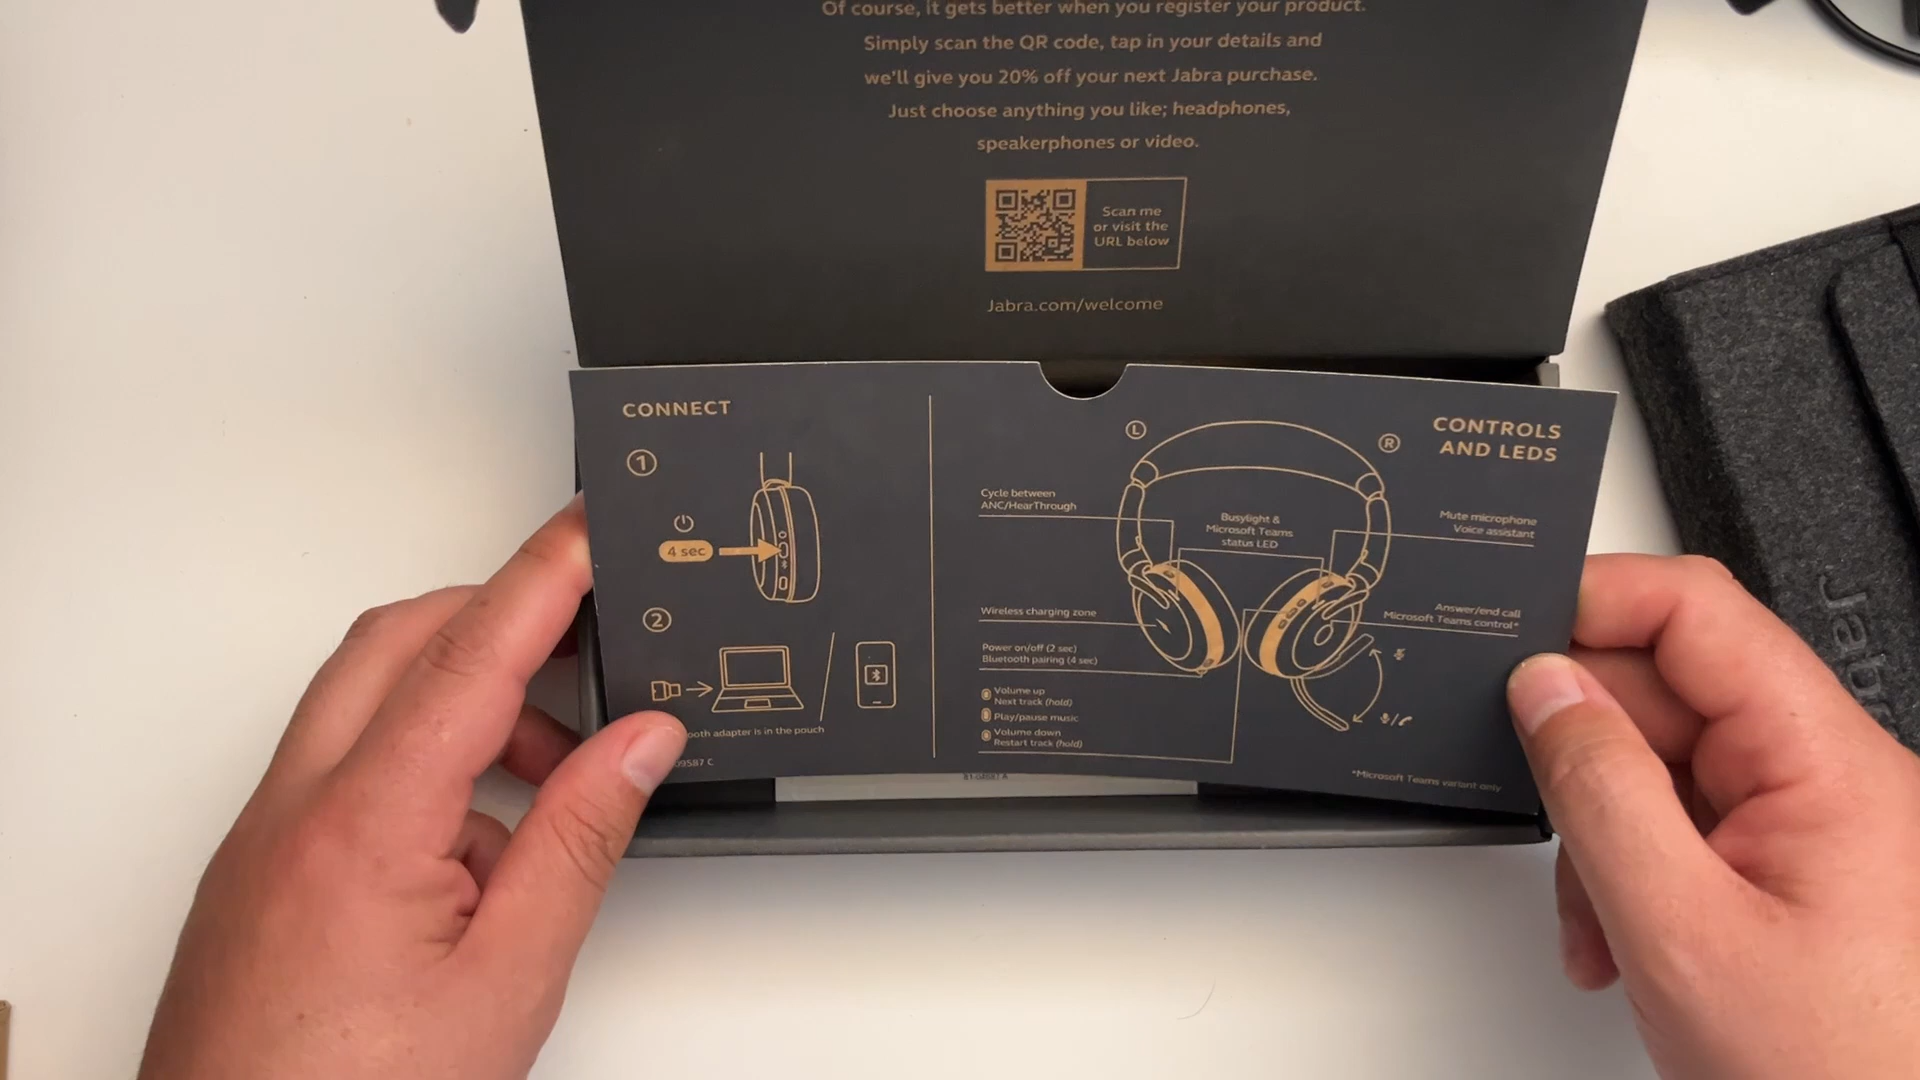 Of course, it gets better when you register your product.
Simply scan the QR code, tap in your details and
we'll give you 20% off your next Jabra purchase.
Just choose anything you like; headphones,
speakerphones or video.
Scan me
or visit the
URL below
Jabra.com/welcome
CONNECT
1
4 sec
2
ooth adapter is in the pouch
09587 C
CONTROLS
AND LEDS
L
R
Cycle between
ANC/HearThrough
Busylight &
Microsoft Teams
status LED
Mute microphone
Voice assistant
Wireless charging zone
Answer/end call
Microsoft Teams control*
Power on/off (2 sec)
Bluetooth pairing (4 sec)
Volume up
Next track (hold)
Play/pause music
Volume down
Restart track (hold)
*Microsoft Teams variant only
Jabra